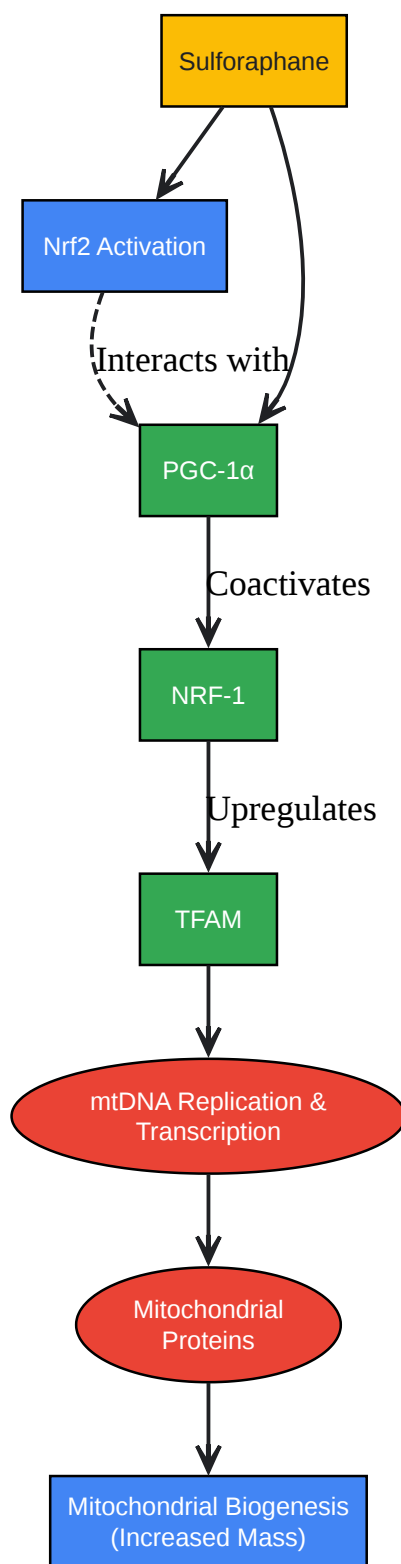 Sulforaphane
Nrf2 Activation
Interacts with
PGC-1α
Coactivates
NRF-1
Upregulates
TFAM
mtDNA Replication &
Transcription
Mitochondrial
Proteins
Mitochondrial Biogenesis
(Increased Mass)